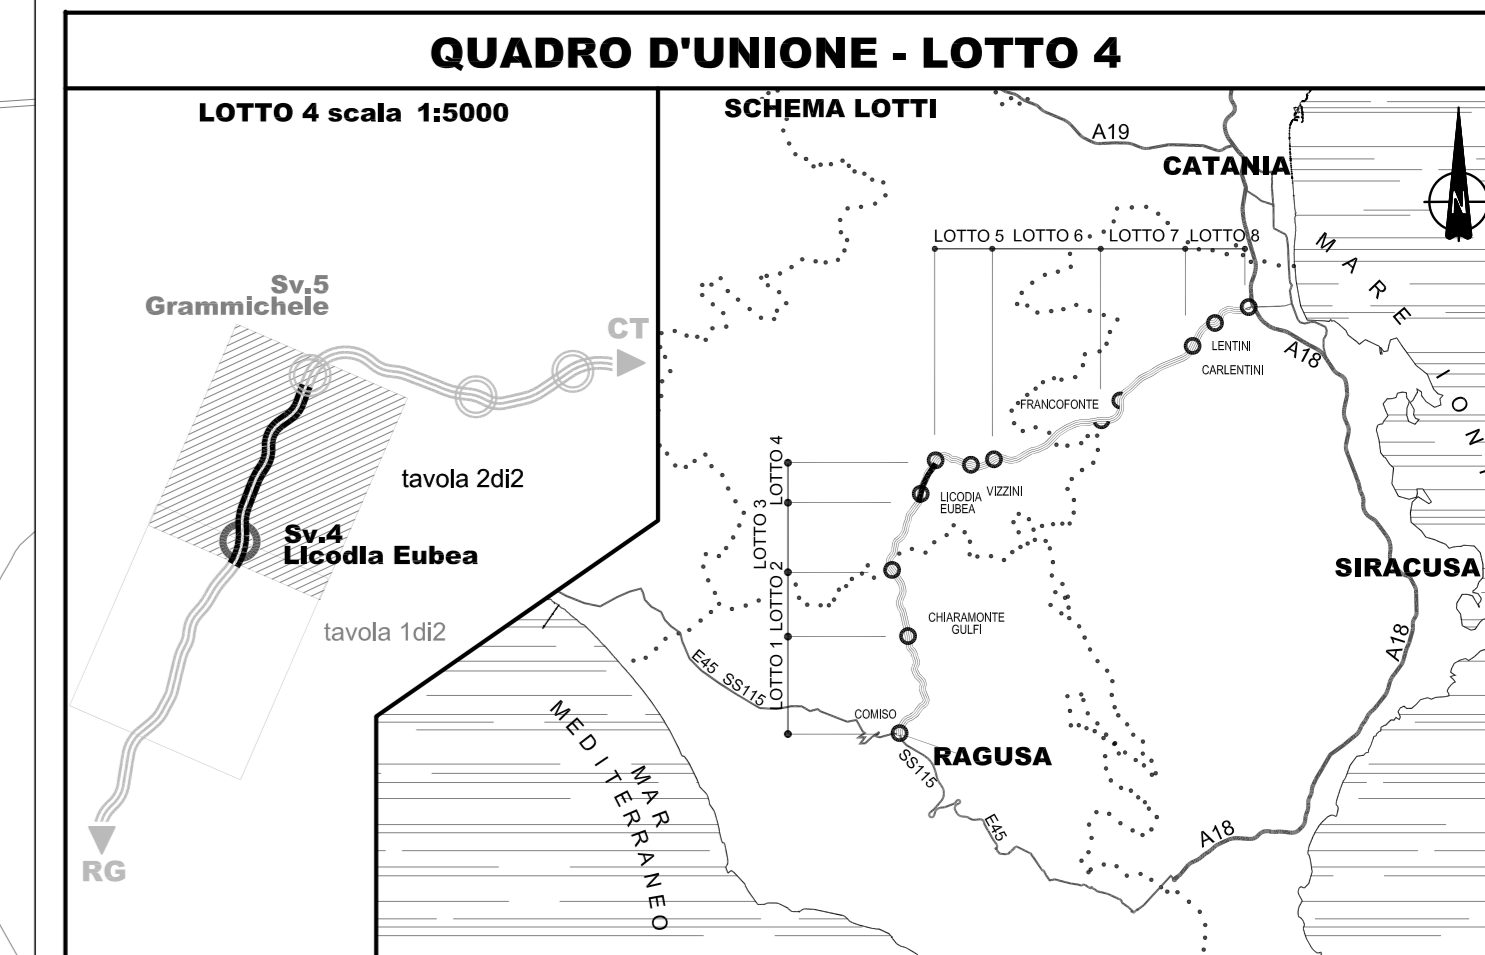 QUADRO D'UNIONE - LOTTO 4
LOTTO 4 scala 1:5000
Sv.5
Grammichele
CT
tavola 2di2
Sv.4
Licodia Eubea
tavola 1di2
RG
SCHEMA LOTTI
A19
CATANIA
N
LOTTO 5
LOTTO 6
LOTTO 7
LOTTO 8
MARE
IONI
LENTINI
CARLENTINI
A18
FRANCOFONTE
LOTTO 4
LOTTO 3
LOTTO 2
LOTTO 1
LICODIA
EUBEA
VIZZINI
SIRACUSA
CHIARAMONTE
GULFI
A18
E45
SS115
COMISO
RAGUSA
SS115
E45
A18
MAR
MEDITERRANEO